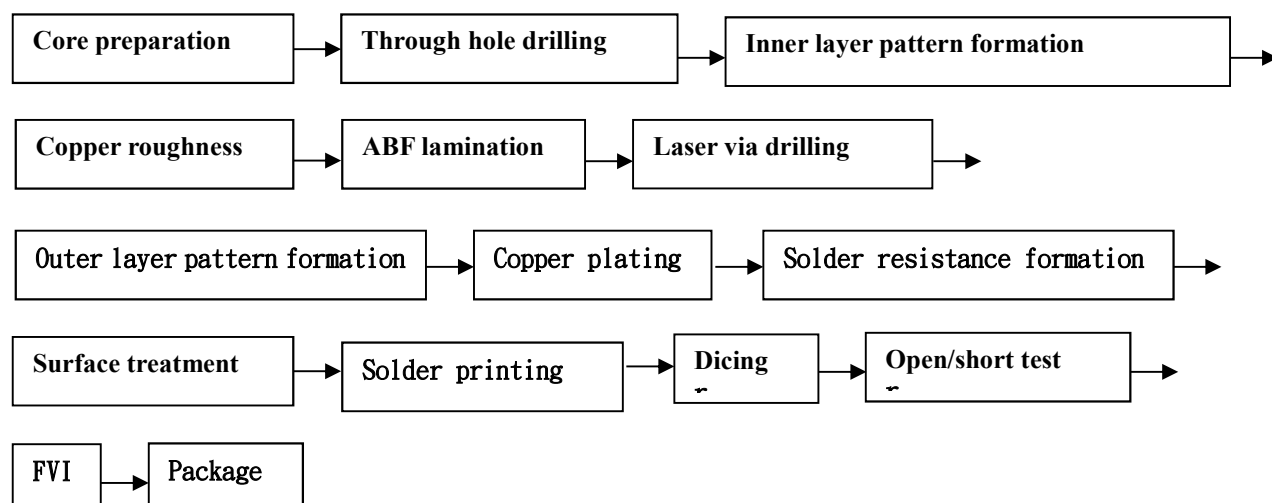 Core preparation
Through hole drilling
Inner layer pattern formation
Copper roughness
ABF lamination
Laser via drilling
Outer layer pattern formation
Copper plating
Solder resistance formation
Surface treatment
Solder printing
Dicing
Open/short test
FVI
Package